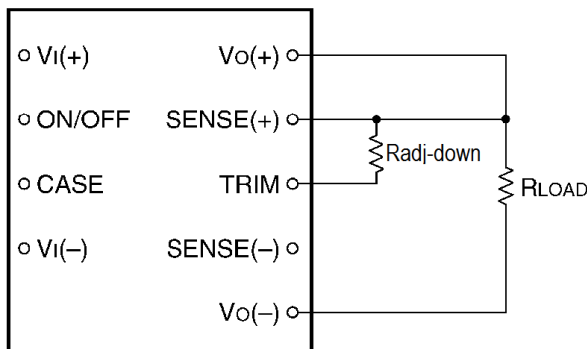 VI(+) VO(+)
ON/OFF SENSE(+)
Radj-down
CASE TRIM RLOAD
VI(–) SENSE(–)
VO(–)